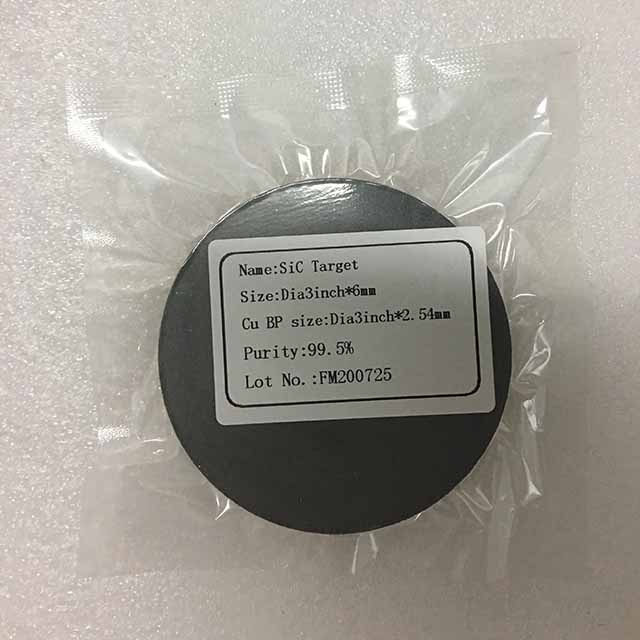 Name:SiC Target
Size:Dia3inch*6mm
Cu BP size:Dia3inch*2.54mm
Purity:99.5%
Lot No.:FM200725